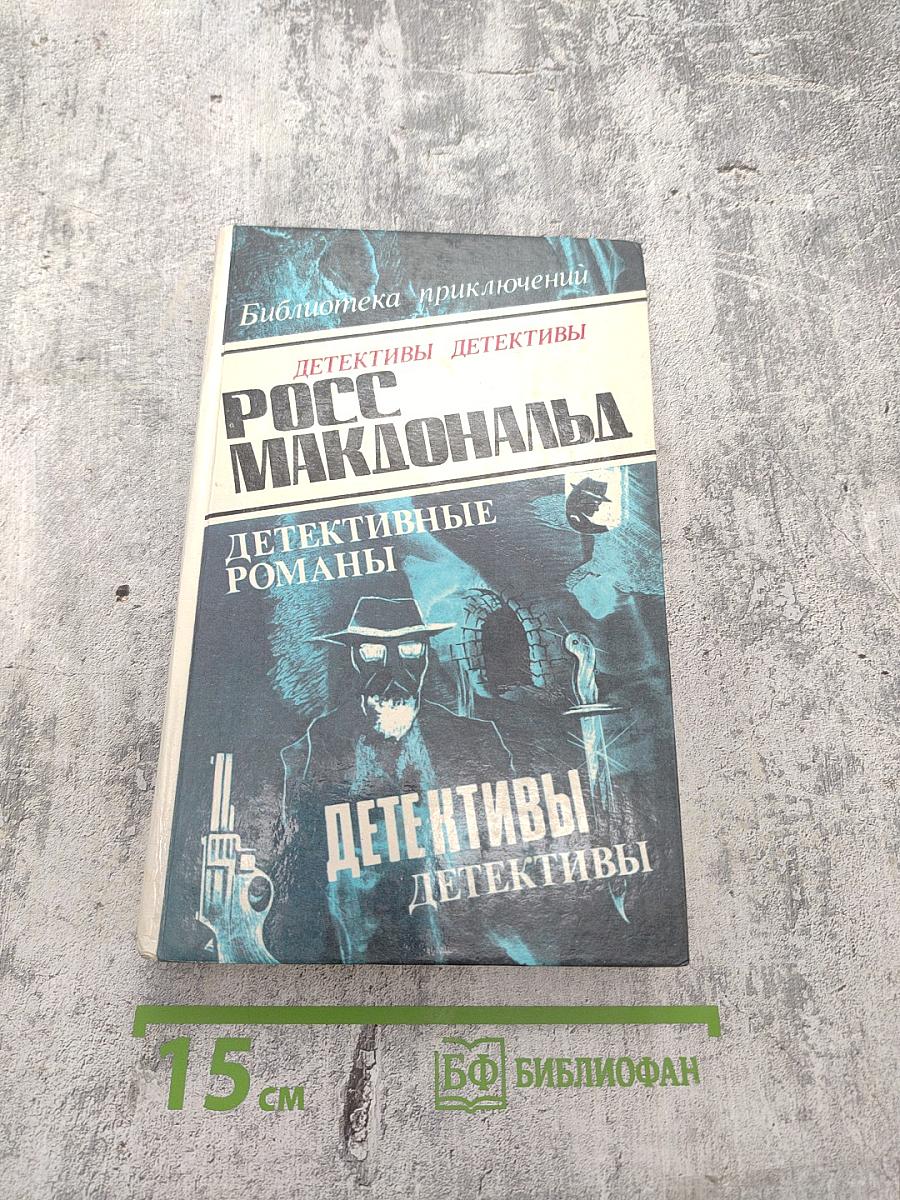 Библиотека приключений
ДЕТЕКТИВЫ ДЕТЕКТИВЫ
РОСС
МАКДОНАЛЬД
ДЕТЕКТИВНЫЕ
РОМАНЫ
ДЕТЕКТИВЫ
ДЕТЕКТИВЫ
15 см
БФ БИБЛИОФАН